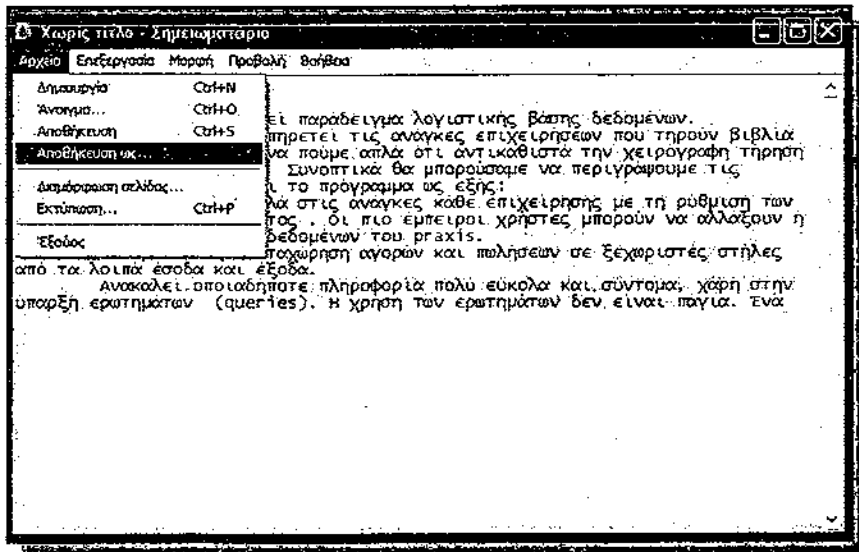 Χωρίς τίτλο - Σημειωματάριο
Αρχείο Επεξεργασία Μορφή Προβολή Βοήθεια
Δημιουργία Ctrl+N
Άνοιγμα... Ctrl+O
Αποθήκευση Ctrl+S
Αποθήκευση ως...
Διαμόρφωση σελίδας...
Εκτύπωση... Ctrl+P
Έξοδος
εί παράδειγμα λογιστικής βάσης δεδομένων.
πηρετεί τις ανάγκες επιχειρήσεων που τηρούν βιβλία
να πούμε απλά ότι αντικαθιστά την χειρόγραφη τήρηση
Συνοπτικά θα μπορούσαμε να περιγράψουμε τις
ι το πρόγραμμα ως εξής:
λά στις ανάγκες κάθε επιχείρησης με τη ρύθμιση των
τος . Οι πιο έμπειροι χρήστες μπορούν να αλλάξουν ή
δεδομένων του praxis.
ταχώρηση αγορών και πωλήσεων σε ξεχωριστές στήλες
από τα λοιπά έσοδα και έξοδα.
Ανακαλεί οποιαδήποτε πληροφορία πολύ εύκολα και σύντομα, χάρη στην
ύπαρξή ερωτημάτων (queries). Η χρήση των ερωτημάτων δεν είναι πάγια. Ένα